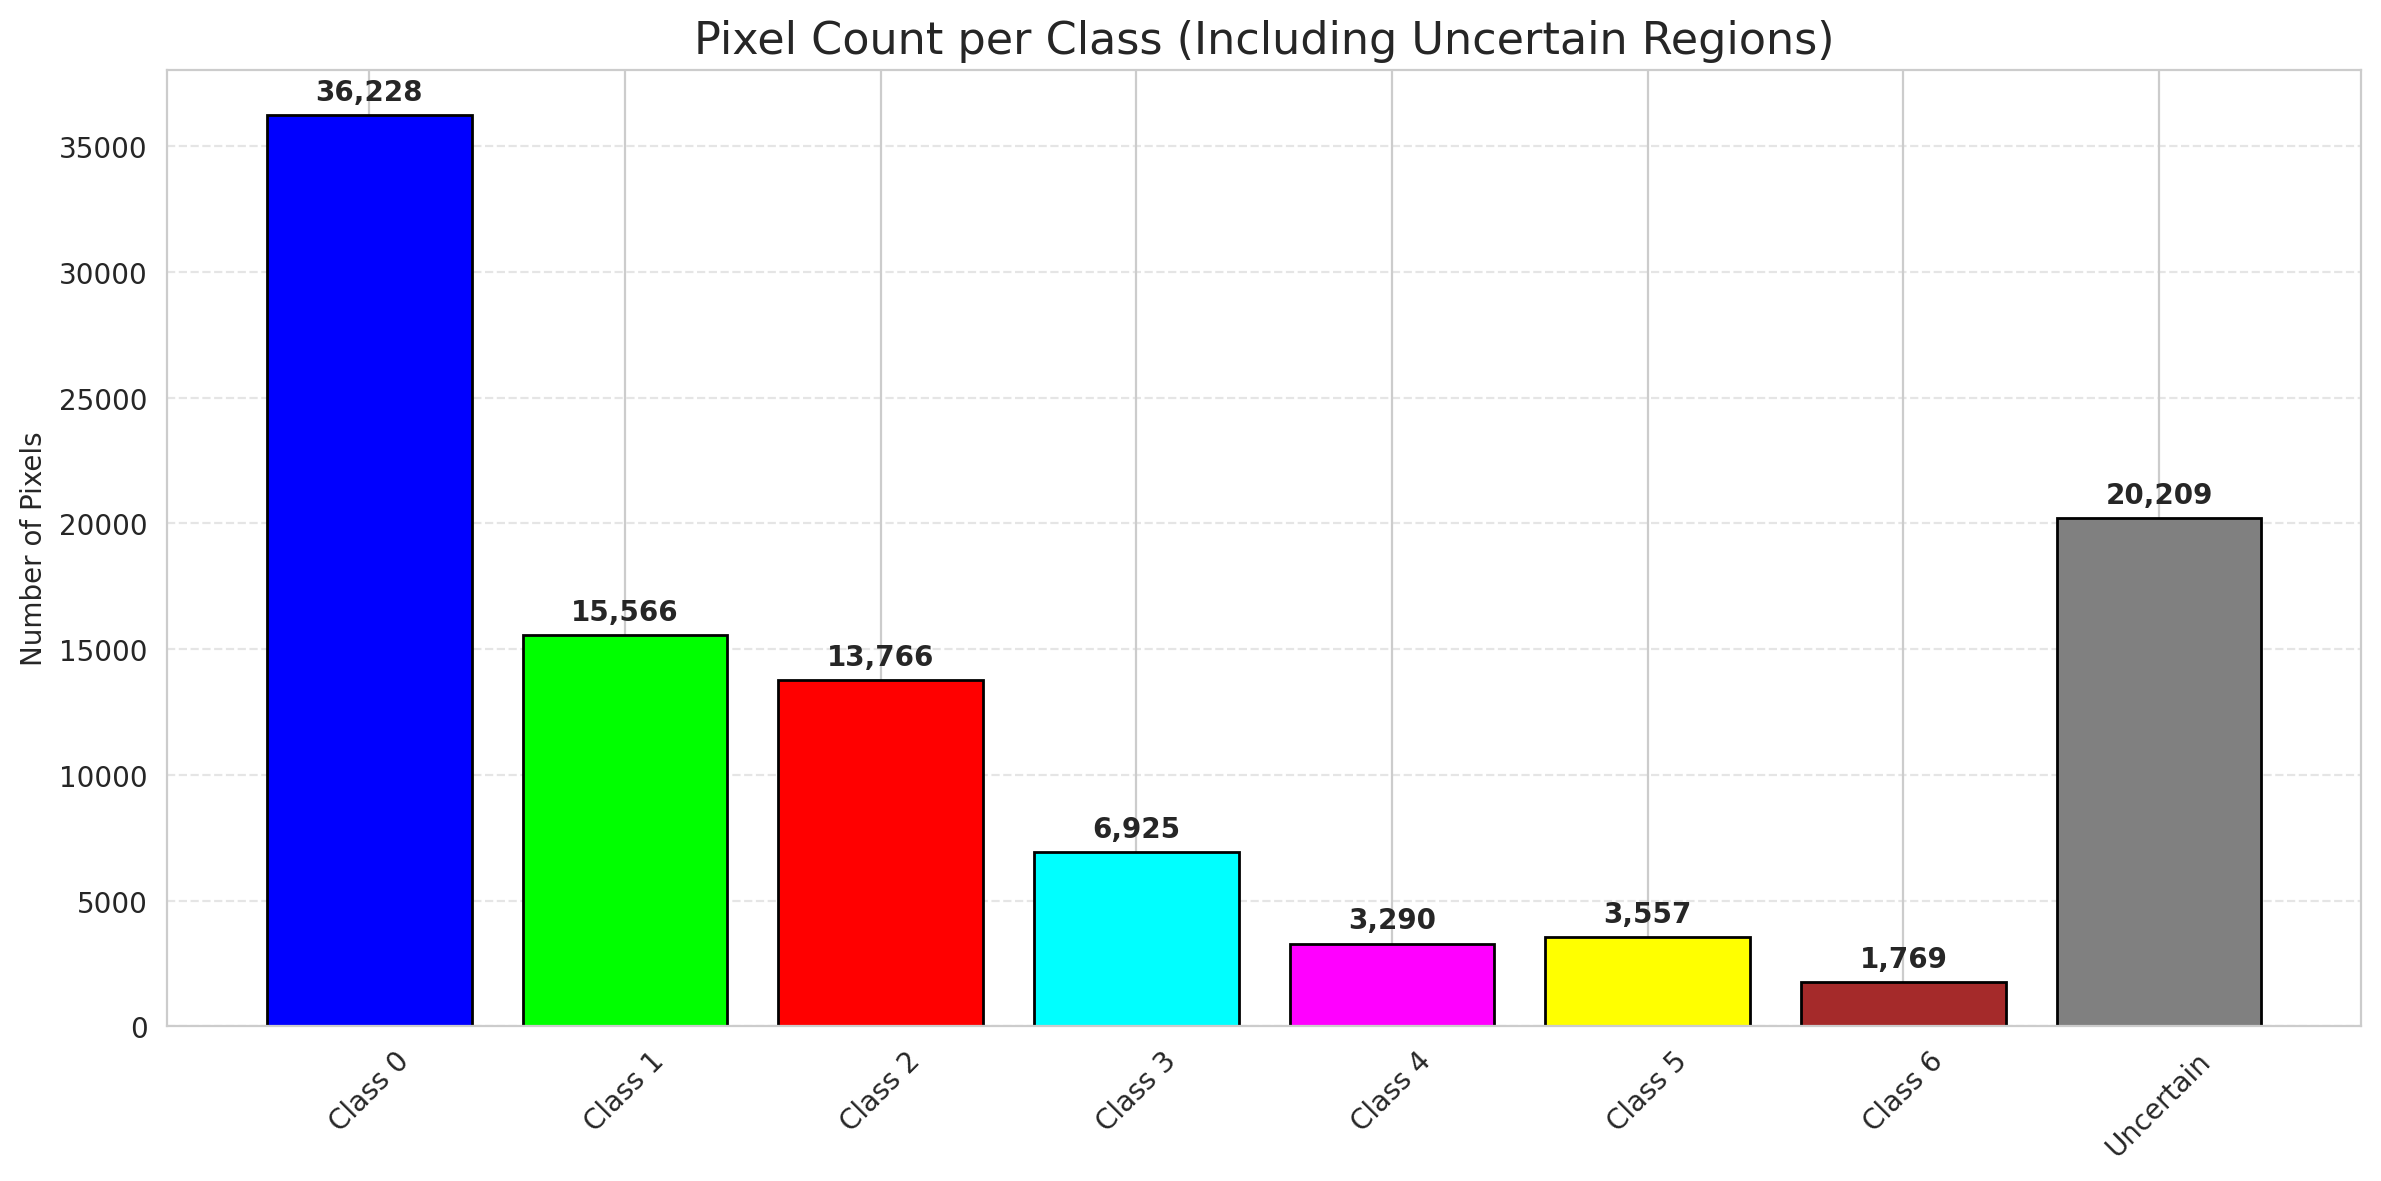 Pixel Count per Class (Including Uncertain Regions)
Number of Pixels
35000
30000
25000
20000
15000
10000
5000
0
36,228
15,566
13,766
6,925
3,290
3,557
1,769
20,209
Class 0
Class 1
Class 2
Class 3
Class 4
Class 5
Class 6
Uncertain